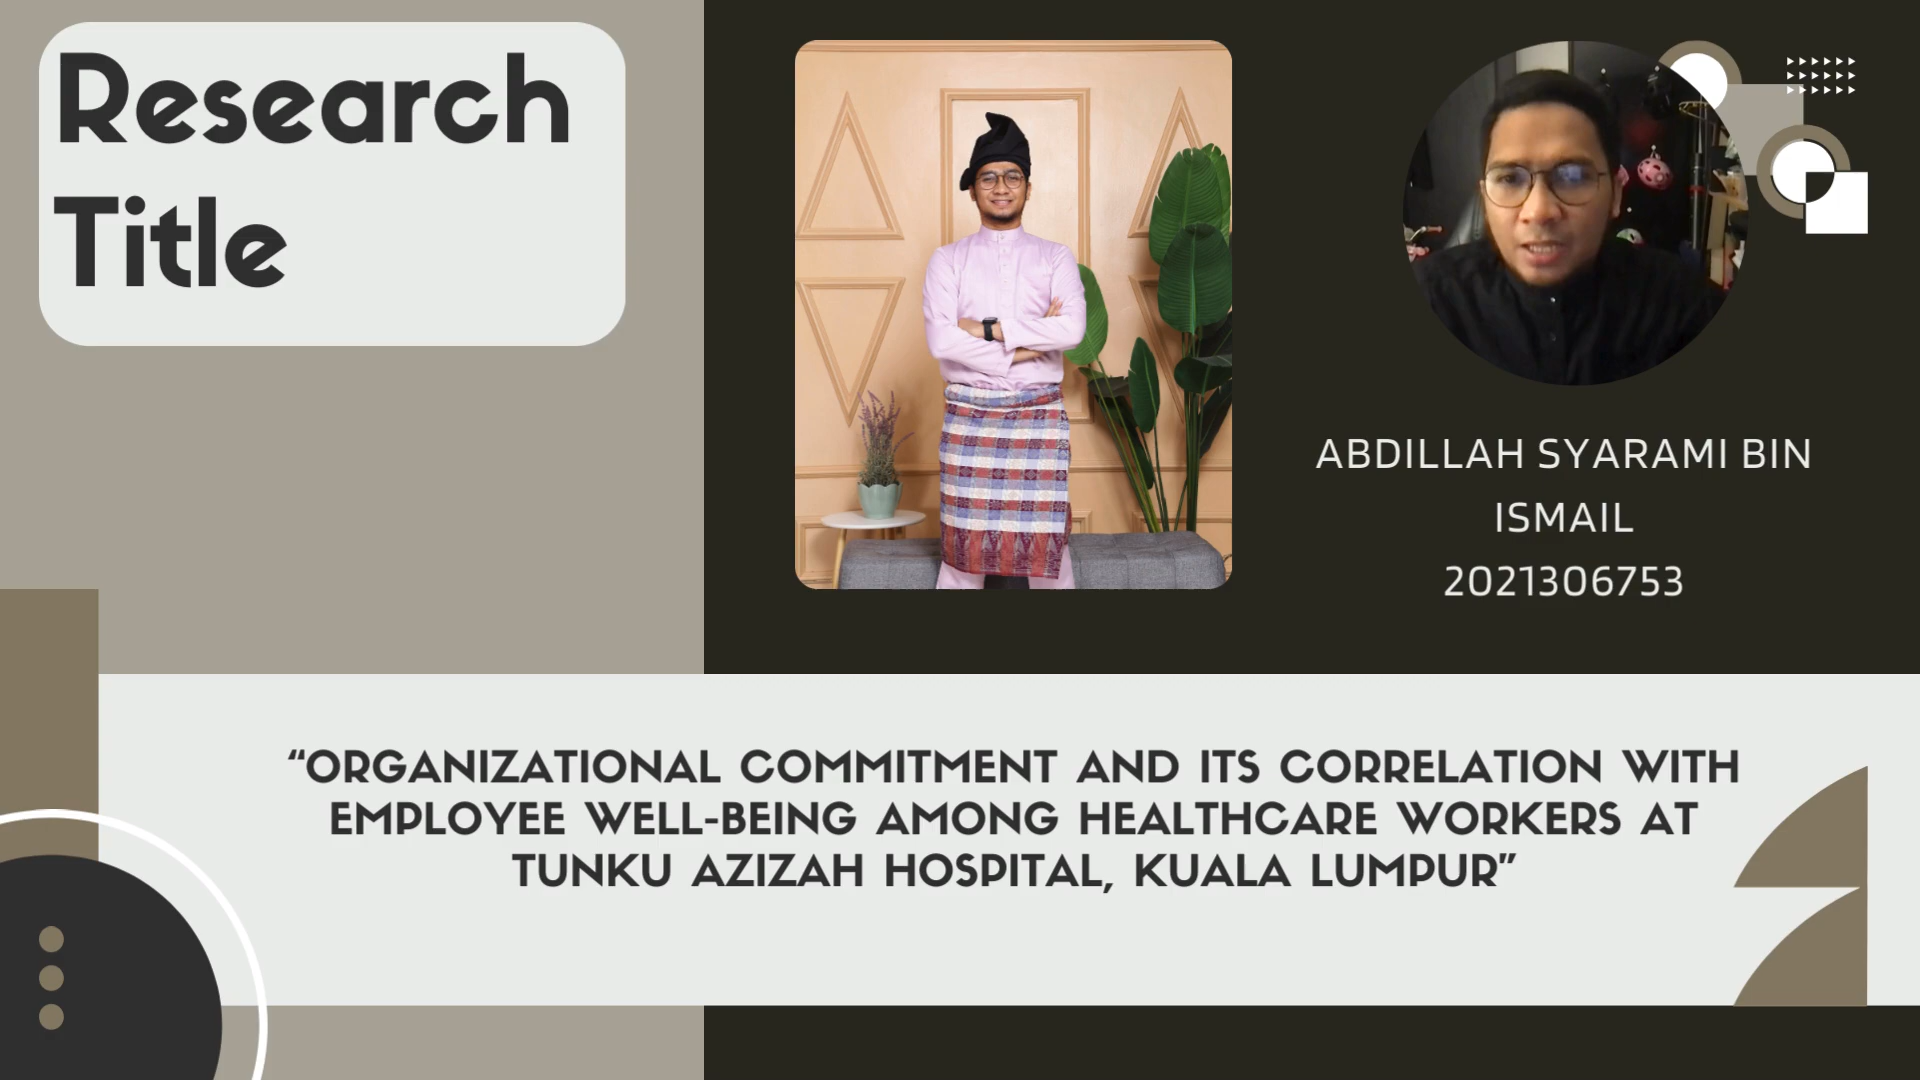 Research
Title
ABDILLAH SYARAMI BIN
ISMAIL
2021306753
“ORGANIZATIONAL COMMITMENT AND ITS CORRELATION WITH
EMPLOYEE WELL-BEING AMONG HEALTHCARE WORKERS AT
TUNKU AZIZAH HOSPITAL, KUALA LUMPUR”